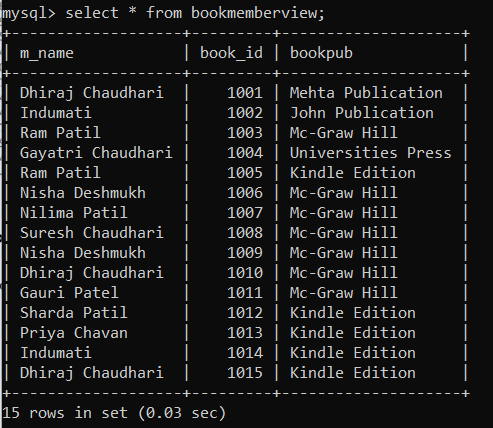 mysql> select * from bookmemberview;
+------------------+---------+--------------------+
| m_name           | book_id | bookpub            |
+------------------+---------+--------------------+
| Dhiraj Chaudhari |    1001 | Mehta Publication  |
| Indumati         |    1002 | John Publication   |
| Ram Patil        |    1003 | Mc-Graw Hill       |
| Gayatri Chaudhari |    1004 | Universities Press |
| Ram Patil        |    1005 | Kindle Edition     |
| Nisha Deshmukh   |    1006 | Mc-Graw Hill       |
| Nilima Patil     |    1007 | Mc-Graw Hill       |
| Suresh Chaudhari |    1008 | Mc-Graw Hill       |
| Nisha Deshmukh   |    1009 | Mc-Graw Hill       |
| Dhiraj Chaudhari |    1010 | Mc-Graw Hill       |
| Gauri Patel      |    1011 | Mc-Graw Hill       |
| Sharda Patil     |    1012 | Kindle Edition     |
| Priya Chavan     |    1013 | Kindle Edition     |
| Indumati         |    1014 | Kindle Edition     |
| Dhiraj Chaudhari |    1015 | Kindle Edition     |
+------------------+---------+--------------------+
15 rows in set (0.03 sec)